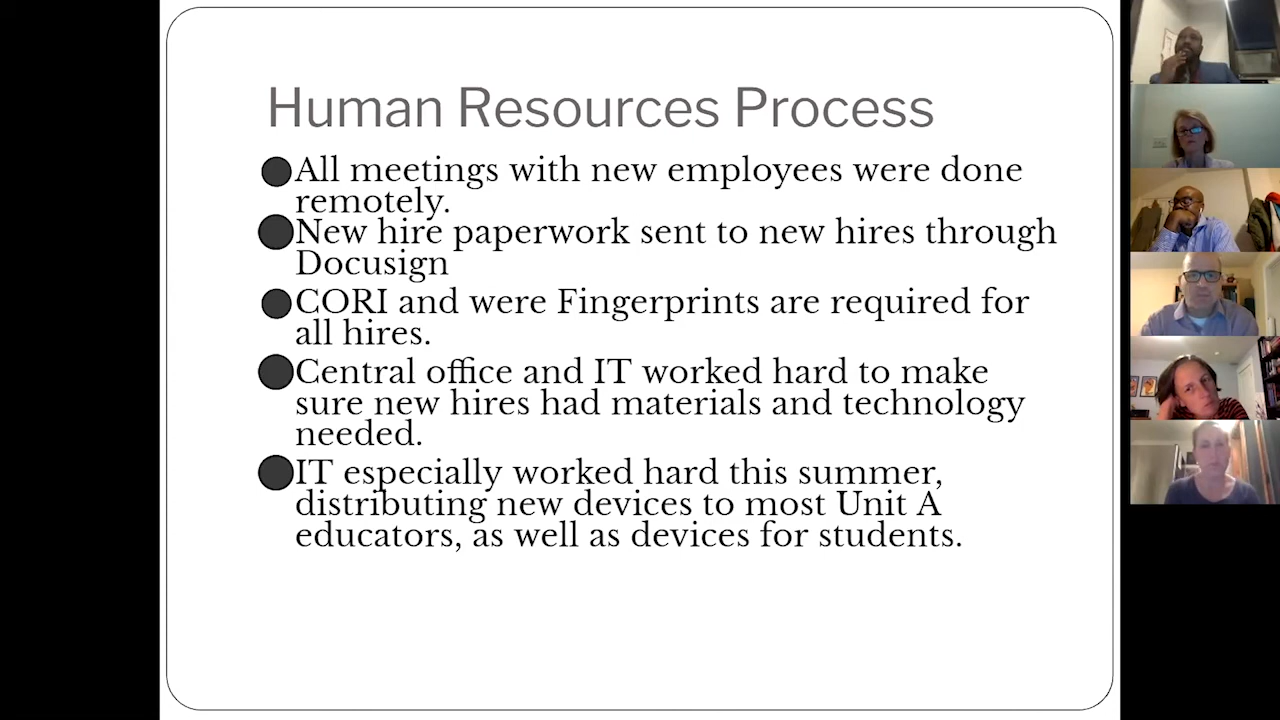 Human Resources Process
●All meetings with new employees were done
remotely.
●New hire paperwork sent to new hires through
Docusign
●CORI and were Fingerprints are required for
all hires.
●Central office and IT worked hard to make
sure new hires had materials and technology
needed.
●IT especially worked hard this summer,
distributing new devices to most Unit A
educators, as well as devices for students.